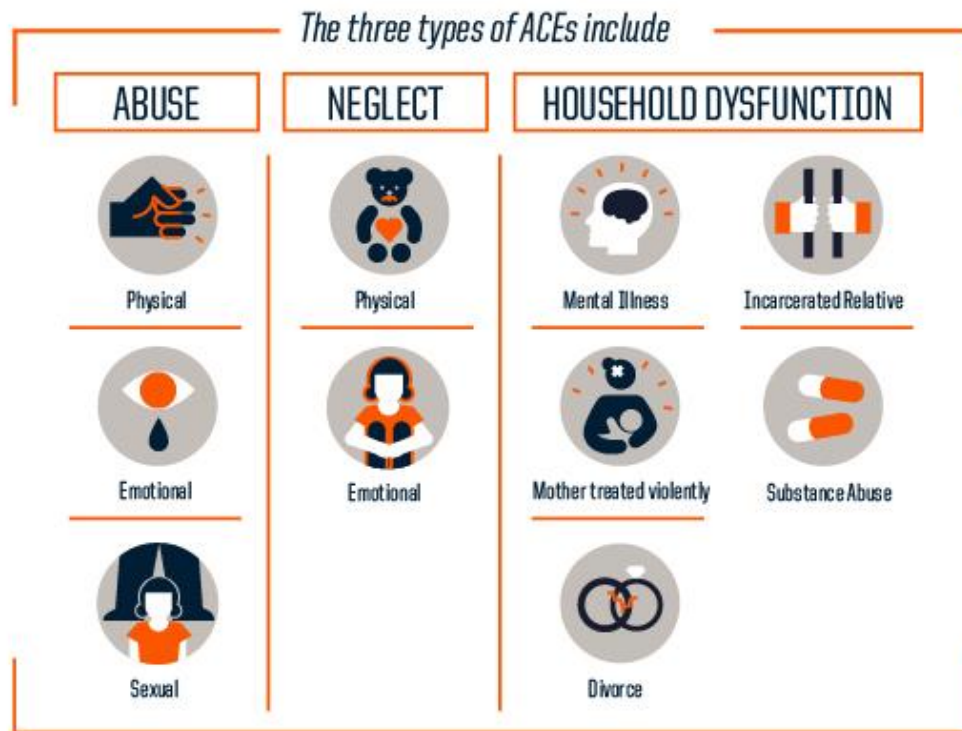 The three types of ACEs include
ABUSE
NEGLECT
HOUSEHOLD DYSFUNCTION
Physical
Physical
Mental Illness
Incarcerated Relative
Emotional
Emotional
Mother treated violently
Substance Abuse
Sexual
Divorce